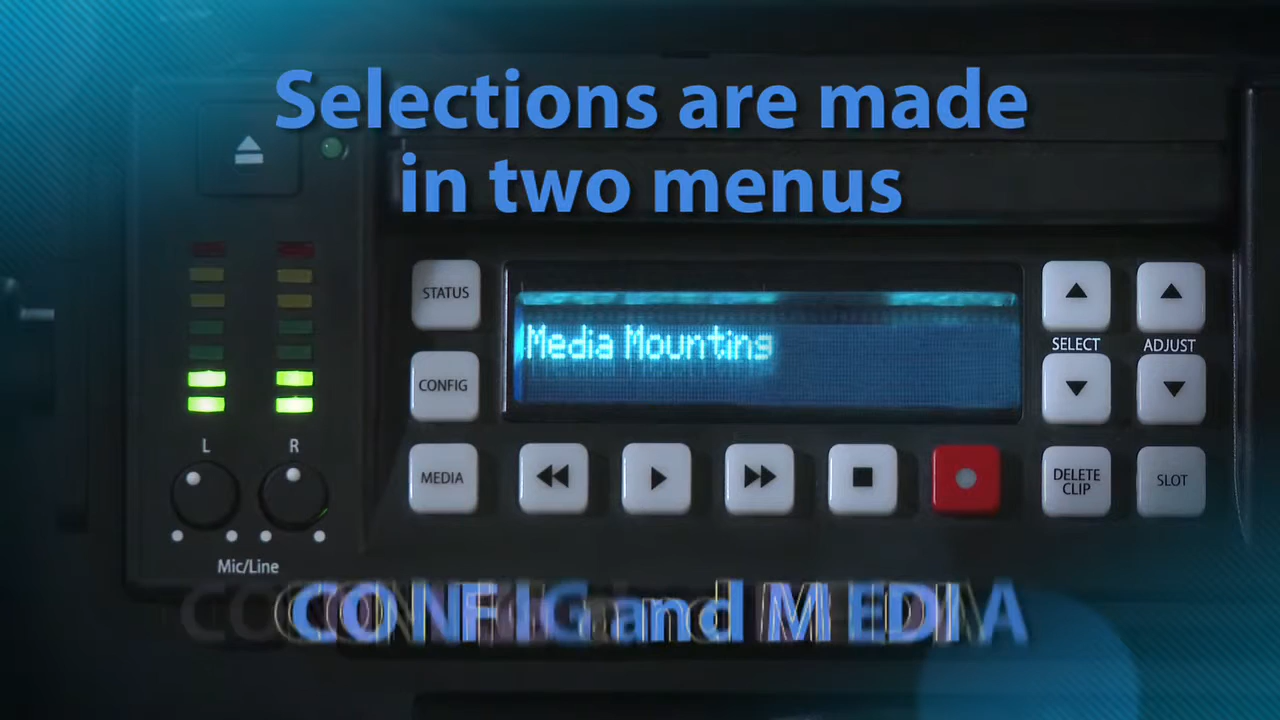 Selections are made
in two menus
STATUS
Media Mounting
SELECT
ADJUST
CONFIG
L
R
MEDIA
DELETE
CLIP
SLOT
Mic/Line
CONFIG and MEDIA